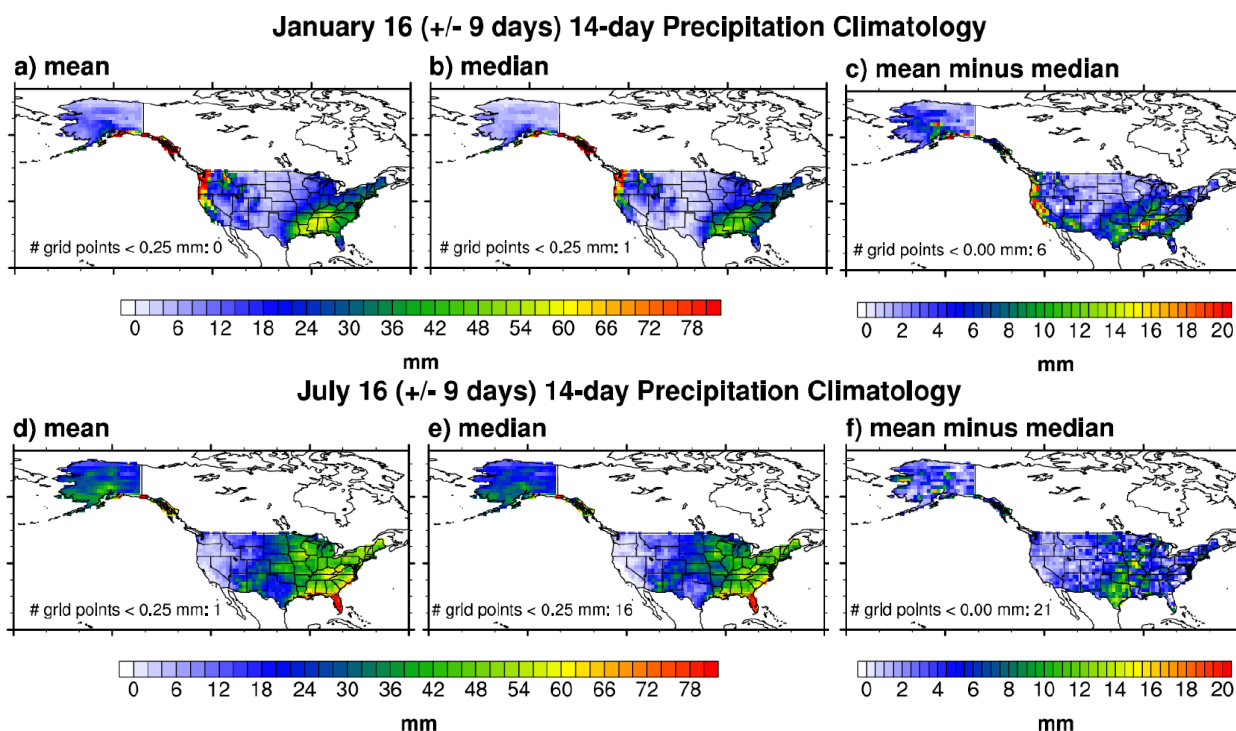 January 16 (+/- 9 days) 14-day Precipitation Climatology
a) mean
b) median
c) mean minus median
# grid points < 0.25 mm: 0
# grid points < 0.25 mm: 1
# grid points < 0.00 mm: 6
0 6 12 18 24 30 36 42 48 54 60 66 72 78
0 2 4 6 8 10 12 14 16 18 20
mm
mm
July 16 (+/- 9 days) 14-day Precipitation Climatology
d) mean
e) median
f) mean minus median
# grid points < 0.25 mm: 1
# grid points < 0.25 mm: 16
# grid points < 0.00 mm: 21
0 6 12 18 24 30 36 42 48 54 60 66 72 78
0 2 4 6 8 10 12 14 16 18 20
mm
mm